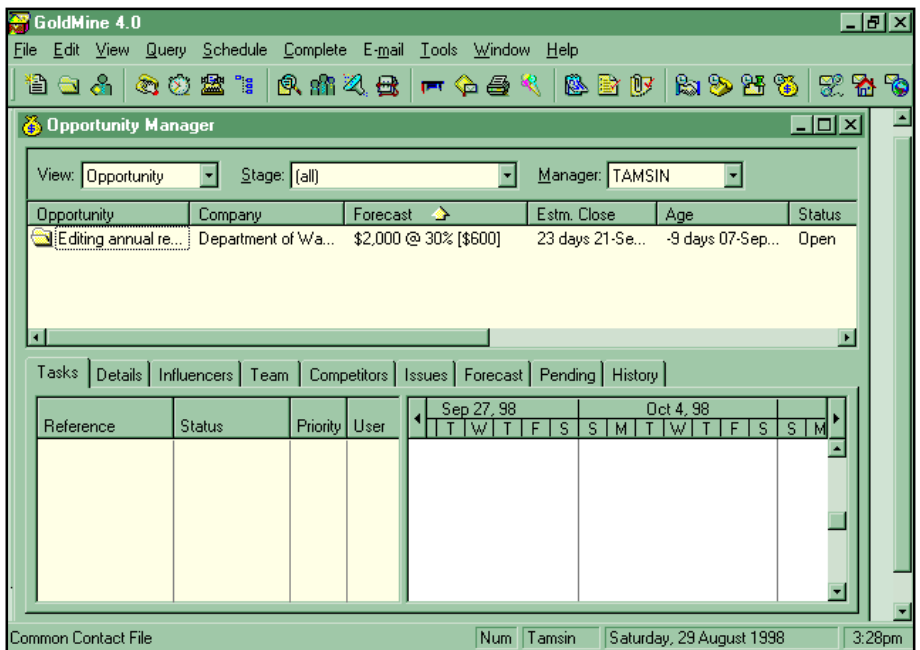 GoldMine 4.0
File Edit View Query Schedule Complete E-mail Tools Window Help
Opportunity Manager
View: Opportunity Stage: (all) Manager: TAMSIN
Opportunity Company Forecast Estm. Close Age Status
Editing annual re... Department of Wa... $2,000 @ 30% [$600] 23 days 21-Se... -9 days 07-Sep... Open
Tasks Details Influencers Team Competitors Issues Forecast Pending History
Sep 27, 98 Oct 4, 98
Reference Status Priority User T W T F S S M T W T F S S M
Common Contact File Num Tamsin Saturday, 29 August 1998 3:28pm